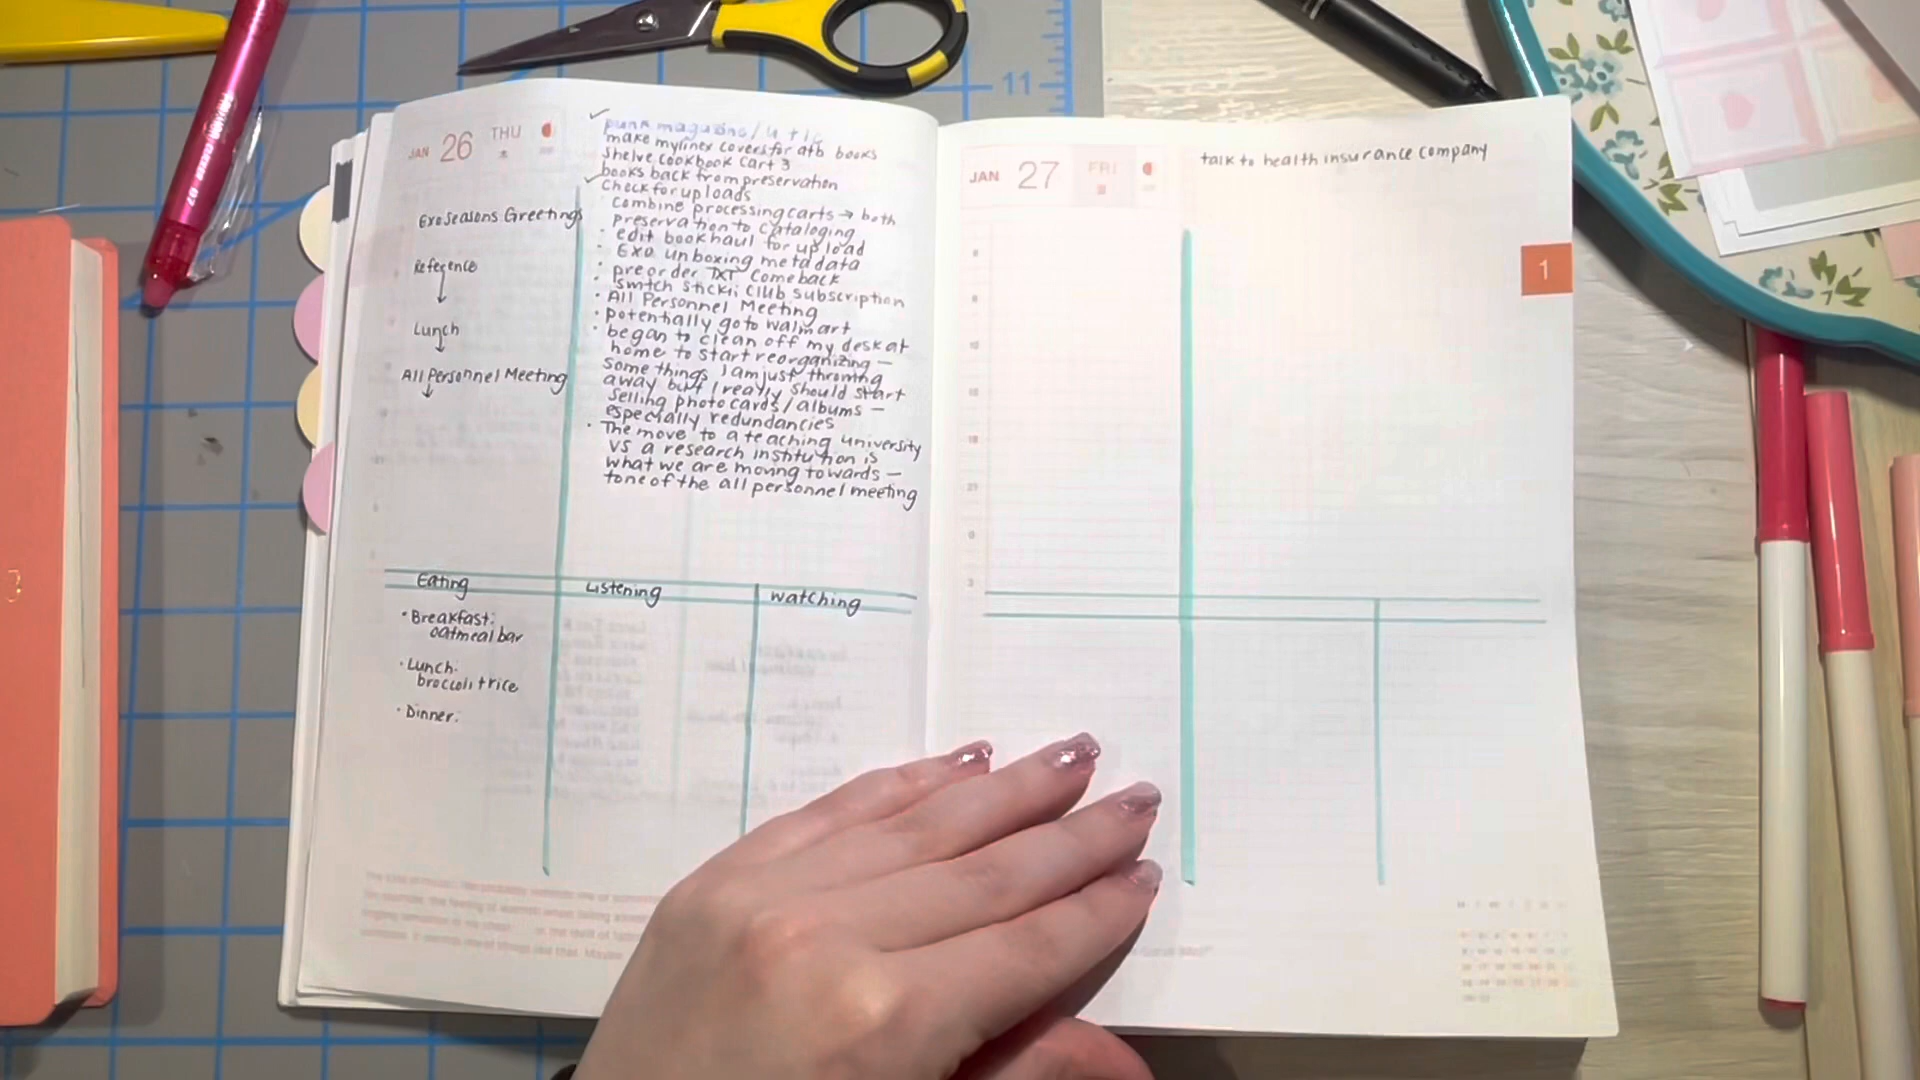 11
JAN 26 THU
make mylinex covers for atb books
Shelve cookbook cart 3
books back from preservation
Check for uploads
Combine processing carts → both
preservation to cataloging
· edit book haul for upload
· Exo unboxing metadata
· preorder TXT comeback
· switch sticki club subscription
· All Personnel Meeting
· potentially go to walmart
· began to clean off my desk at
home to start reorganizing —
some things I am just throwing
away but I really should start
selling photocards/albums —
especially redundancies
· The move to a teaching university
vs a research institution is
what we are moving towards —
tone of the all personnel meeting
Exo Seasons Greetings
Reference
↓
Lunch
↓
All Personnel Meeting
↓
Eating
Listening
watching
· Breakfast:
oatmeal bar
· Lunch:
broccoli + rice
· Dinner:
JAN 27 FRI
talk to health insurance company
1